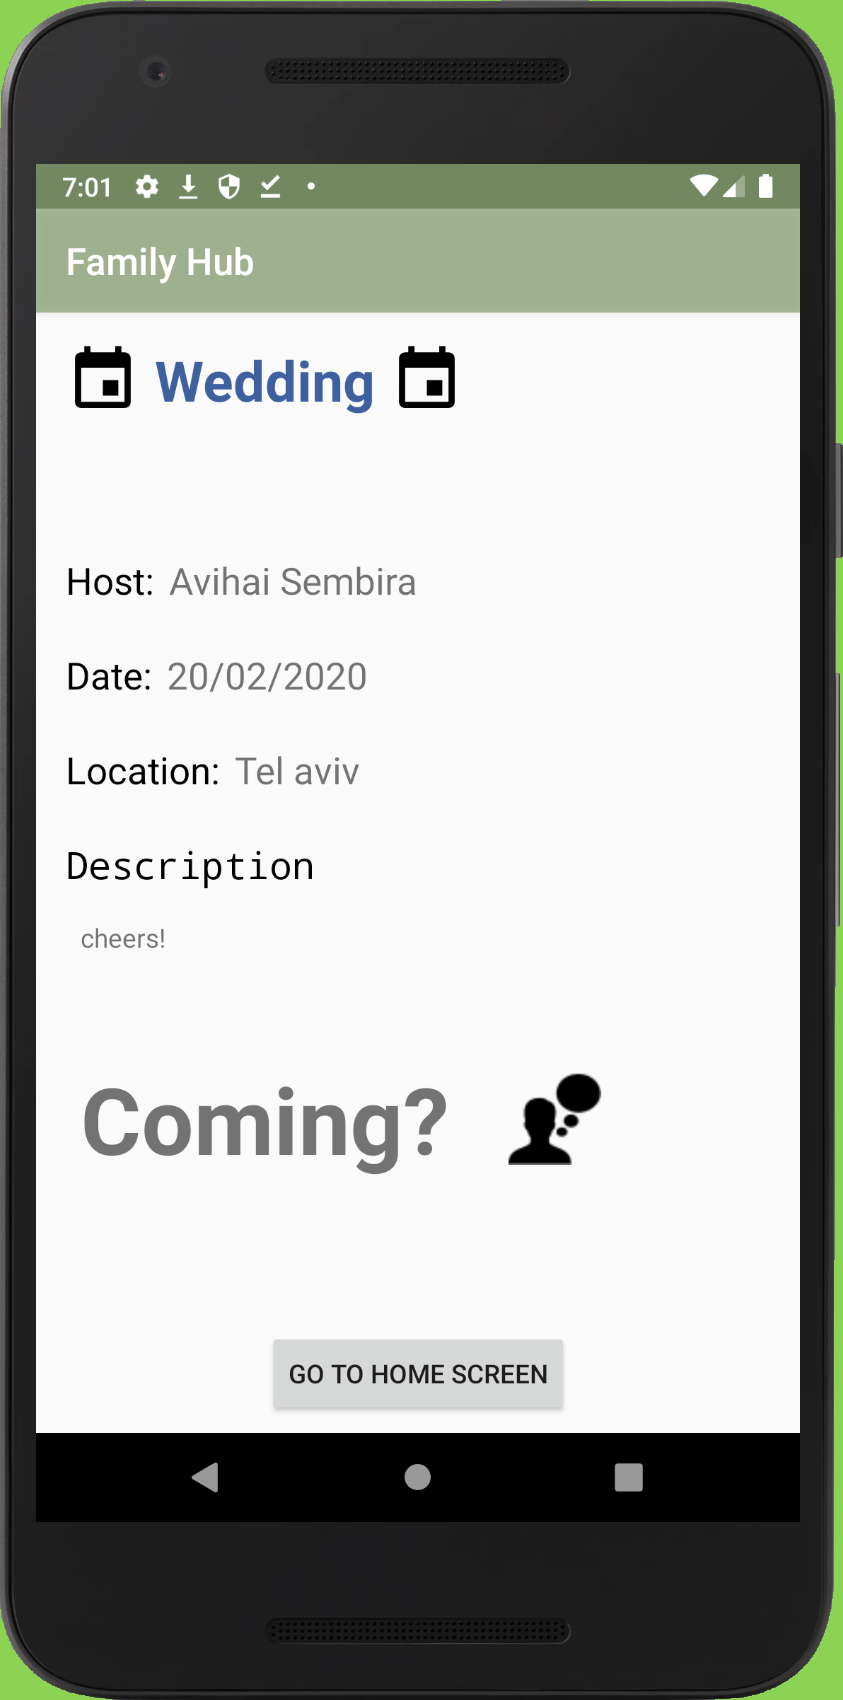 7:01
Family Hub
Wedding
Host: Avihai Sembira
Date: 20/02/2020
Location: Tel aviv
Description
cheers!
Coming?
GO TO HOME SCREEN